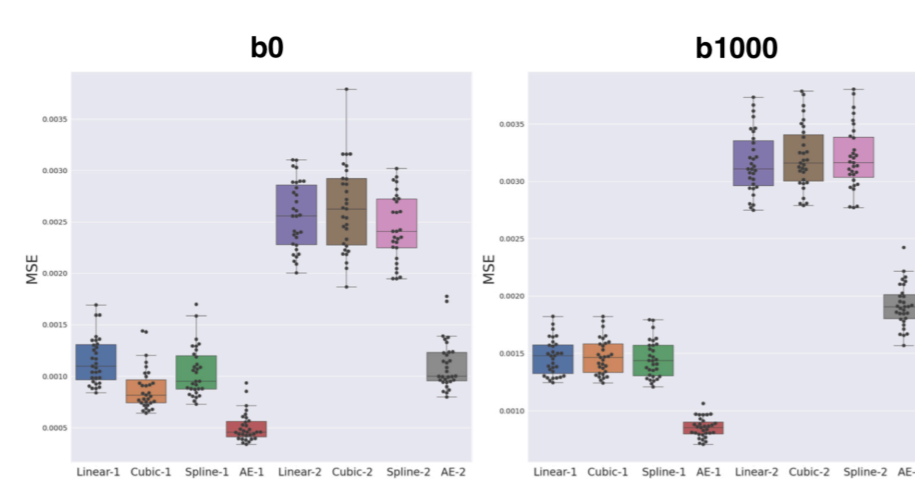 b0
b1000
0.0035
0.0030
0.0025
0.0020
0.0015
0.0010
0.0005
MSE
Linear-1 Cubic-1 Spline-1 AE-1 Linear-2 Cubic-2 Spline-2 AE-2
0.0035
0.0030
0.0025
0.0020
0.0015
0.0010
MSE
Linear-1 Cubic-1 Spline-1 AE-1 Linear-2 Cubic-2 Spline-2 AE-